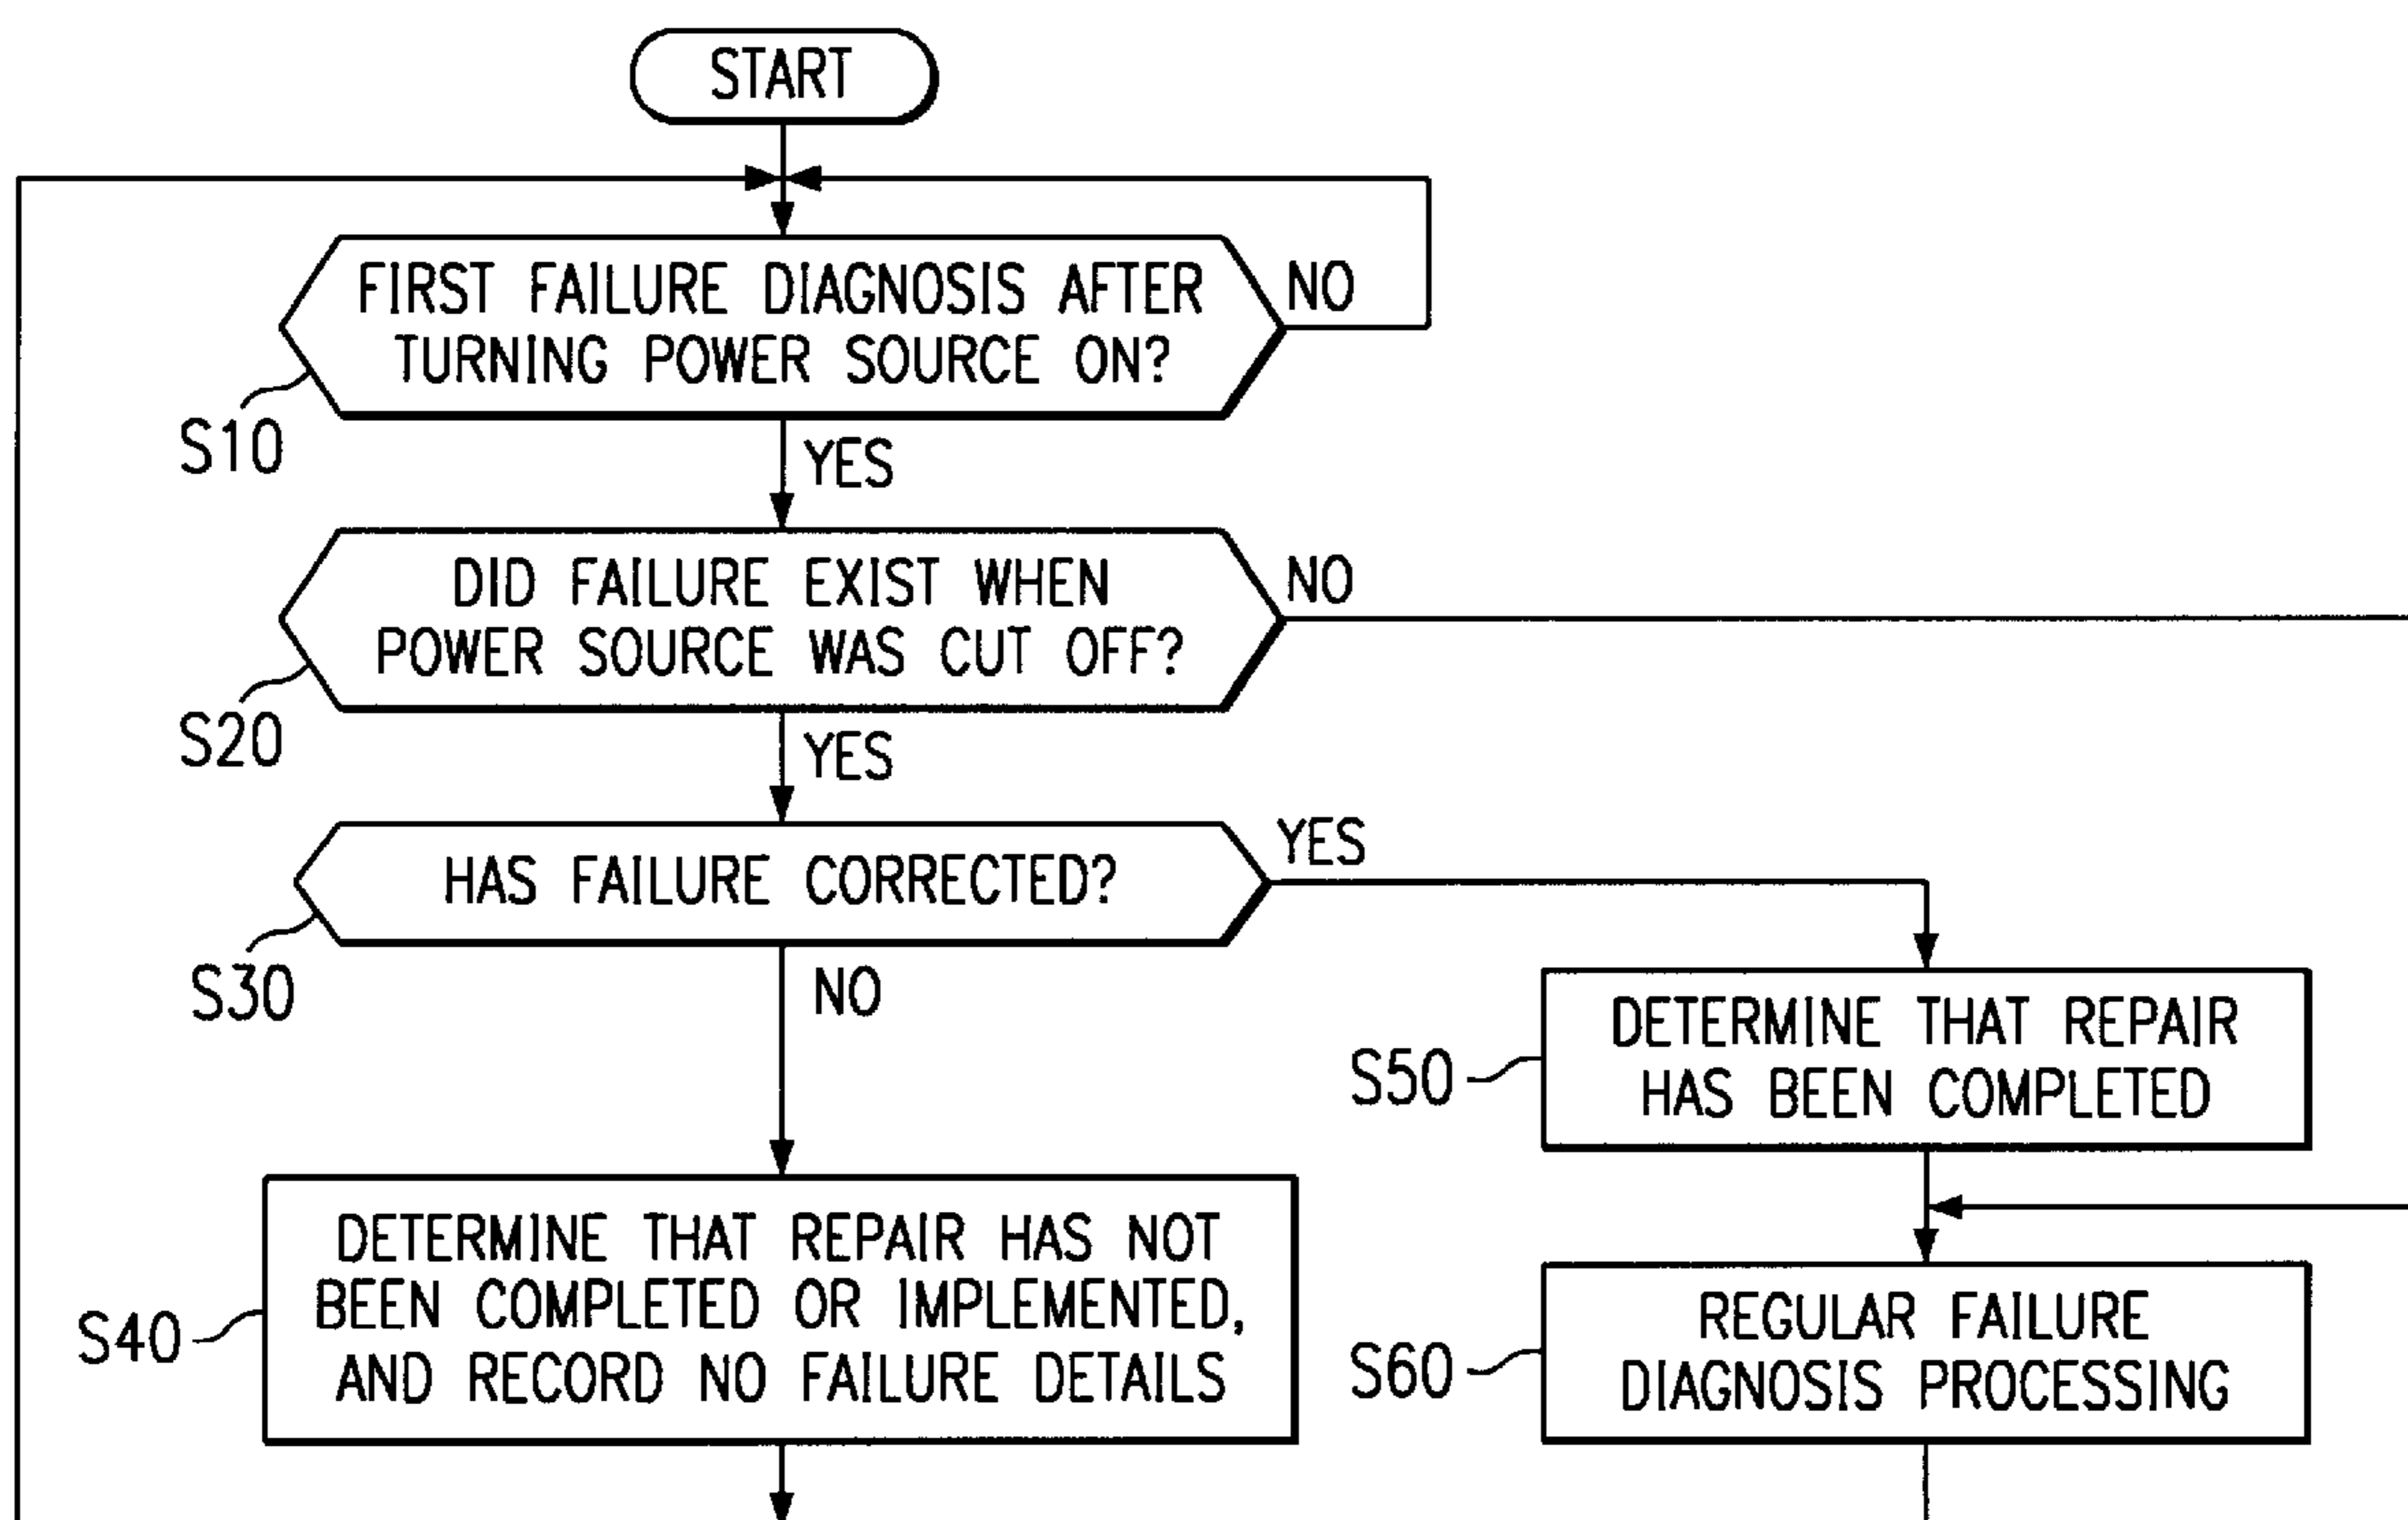 START
FIRST FAILURE DIAGNOSIS AFTER
TURNING POWER SOURCE ON?
NO
S10
YES
DID FAILURE EXIST WHEN
POWER SOURCE WAS CUT OFF?
NO
S20
YES
HAS FAILURE CORRECTED?
YES
S30
NO
DETERMINE THAT REPAIR
HAS BEEN COMPLETED
S50
DETERMINE THAT REPAIR HAS NOT
BEEN COMPLETED OR IMPLEMENTED,
AND RECORD NO FAILURE DETAILS
S40
REGULAR FAILURE
DIAGNOSIS PROCESSING
S60